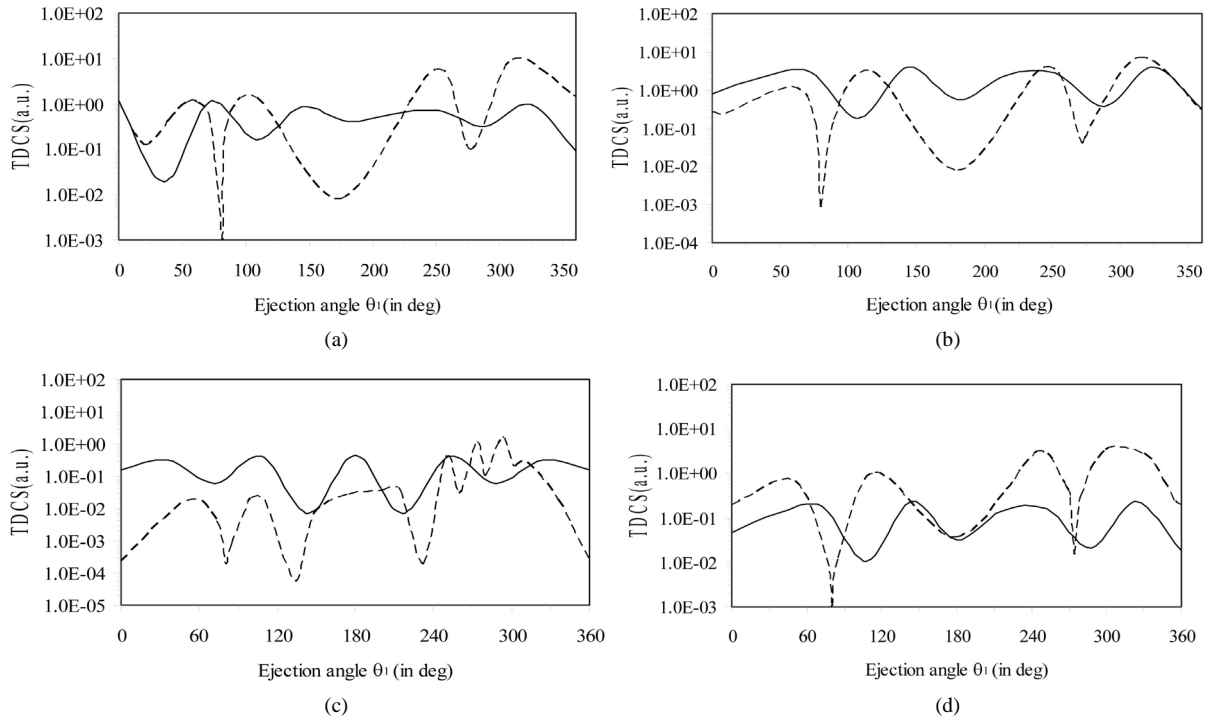 1.0E+02
1.0E+01
1.0E+00
1.0E-01
1.0E-02
1.0E-03
TDCS(a.u.)
0 50 100 150 200 250 300 350
Ejection angle θ1 (in deg)
(a)
1.0E+02
1.0E+01
1.0E+00
1.0E-01
1.0E-02
1.0E-03
1.0E-04
TDCS(a.u.)
0 50 100 150 200 250 300 350
Ejection angle θ1 (in deg)
(b)
1.0E+02
1.0E+01
1.0E+00
1.0E-01
1.0E-02
1.0E-03
1.0E-04
1.0E-05
TDCS(a.u.)
0 60 120 180 240 300 360
Ejection angle θ1 (in deg)
(c)
1.0E+02
1.0E+01
1.0E+00
1.0E-01
1.0E-02
1.0E-03
TDCS(a.u.)
0 60 120 180 240 300 360
Ejection angle θ1 (in deg)
(d)